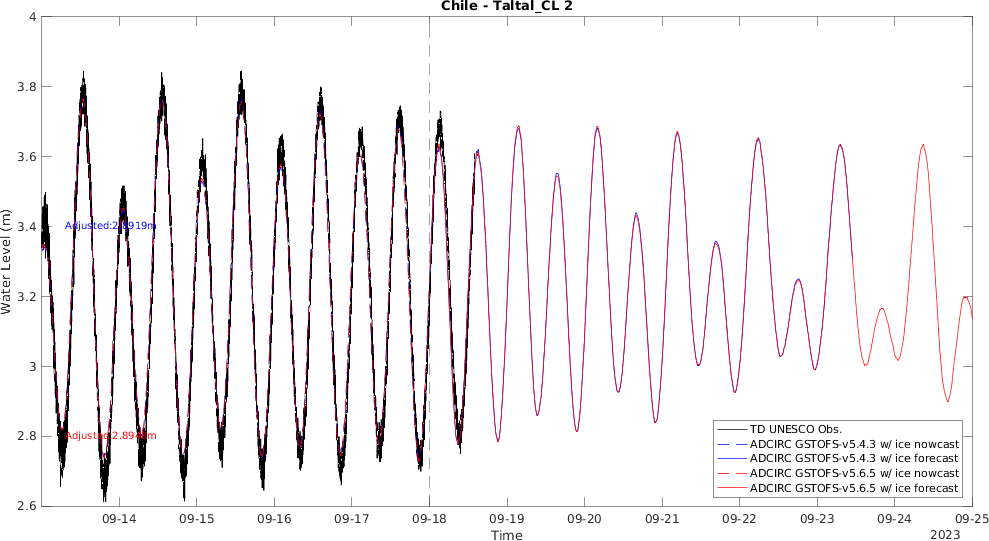 Chile - Taltal_CL 2
4
3.8
3.6
3.4
3.2
3
2.8
2.6
Water Level (m)
Adjusted:2.8919m
TD UNESCO Obs.
ADCIRC GSTOFS-v5.4.3 w/ ice nowcast
ADCIRC GSTOFS-v5.4.3 w/ ice forecast
ADCIRC GSTOFS-v5.6.5 w/ ice nowcast
ADCIRC GSTOFS-v5.6.5 w/ ice forecast
09-14 09-15 09-16 09-17 09-18 09-19 09-20 09-21 09-22 09-23 09-24 09-25
Time
2023